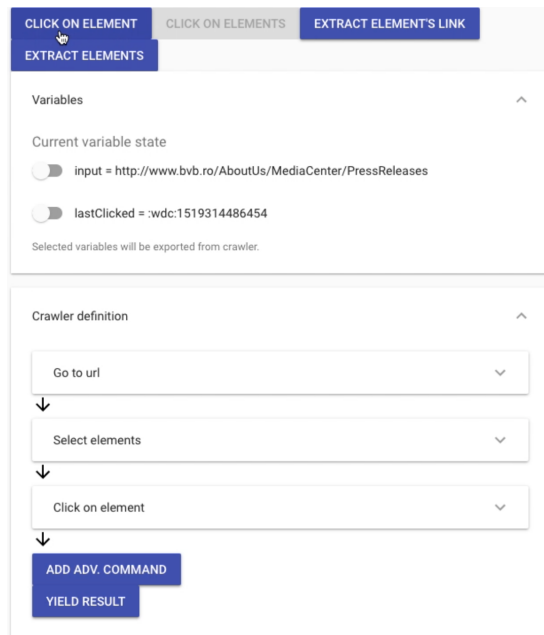 CLICK ON ELEMENT CLICK ON ELEMENTS EXTRACT ELEMENT'S LINK
EXTRACT ELEMENTS
Variables
Current variable state
input = http://www.bvb.ro/AboutUs/MediaCenter/PressReleases
lastClicked = :wdc:1519314486454
Selected variables will be exported from crawler.
Crawler definition
Go to url
Select elements
Click on element
ADD ADV. COMMAND
YIELD RESULT